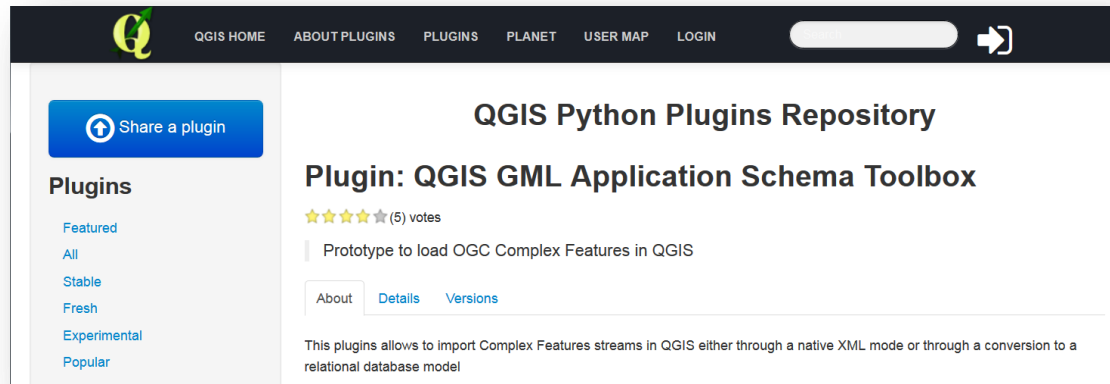 QGIS HOME ABOUT PLUGINS PLUGINS PLANET USER MAP LOGIN Search
Share a plugin
Plugins
Featured
All
Stable
Fresh
Experimental
Popular
QGIS Python Plugins Repository
Plugin: QGIS GML Application Schema Toolbox
(5) votes
Prototype to load OGC Complex Features in QGIS
About Details Versions
This plugins allows to import Complex Features streams in QGIS either through a native XML mode or through a conversion to a
relational database model